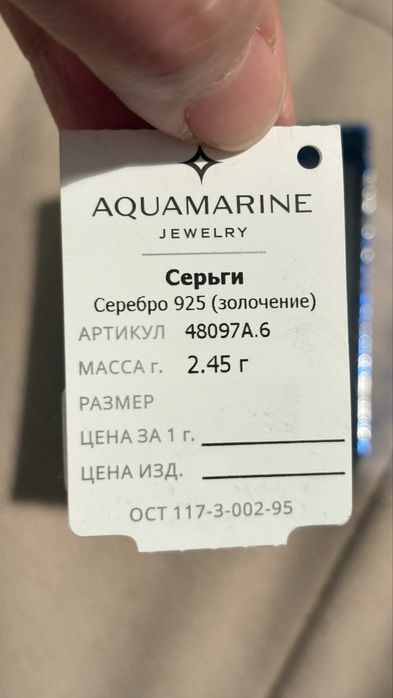 AQUAMARINE
JEWELRY
Серьги
Серебро 925 (золочение)
АРТИКУЛ 48097А.6
МАССА г. 2.45 г
РАЗМЕР
ЦЕНА ЗА 1 г.
ЦЕНА ИЗД.
ОСТ 117-3-002-95